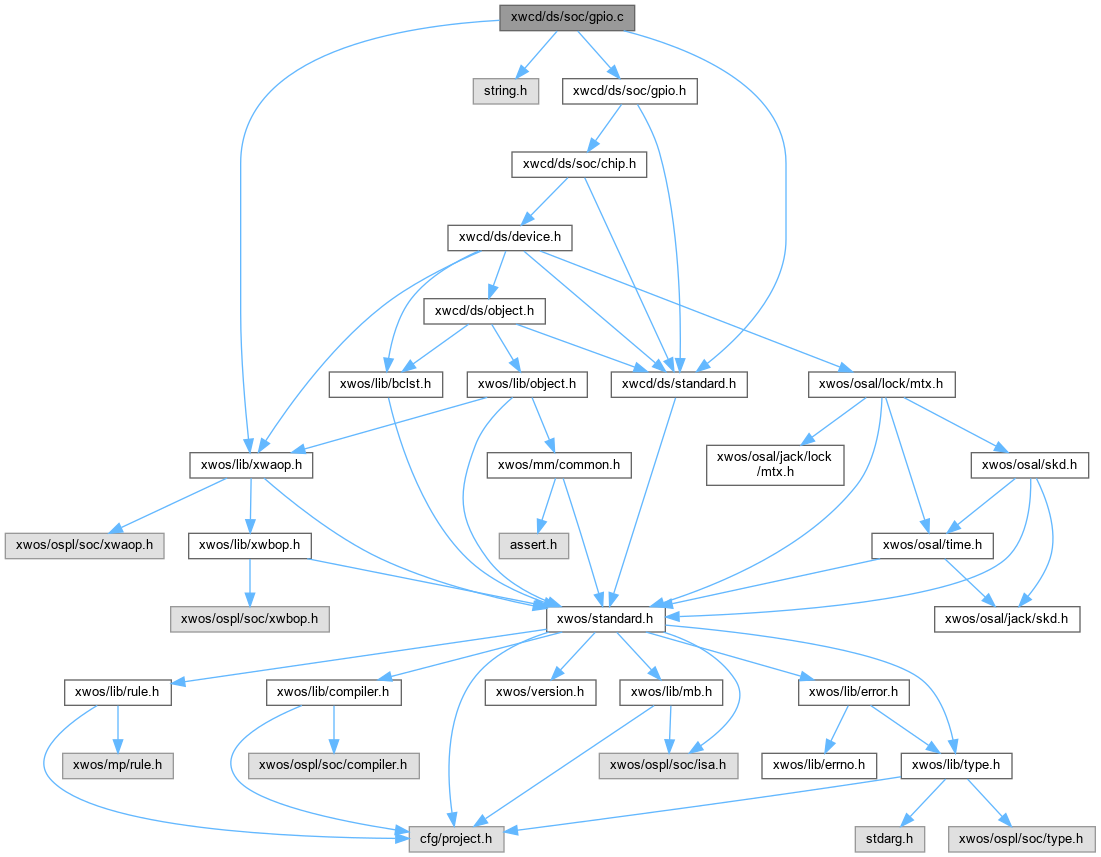 xwcd/ds/soc/gpio.c
string.h
xwcd/ds/soc/gpio.h
xwcd/ds/soc/chip.h
xwcd/ds/device.h
xwcd/ds/object.h
xwos/lib/bclst.h
xwos/lib/object.h
xwcd/ds/standard.h
xwos/osal/lock/mtx.h
xwos/lib/xwaop.h
xwos/mm/common.h
xwos/osal/jack/lock
/mtx.h
xwos/osal/skd.h
xwos/ospl/soc/xwaop.h
xwos/lib/xwbop.h
assert.h
xwos/osal/time.h
xwos/ospl/soc/xwbop.h
xwos/standard.h
xwos/osal/jack/skd.h
xwos/lib/rule.h
xwos/lib/compiler.h
xwos/version.h
xwos/lib/mb.h
xwos/lib/error.h
xwos/mp/rule.h
xwos/ospl/soc/compiler.h
xwos/ospl/soc/isa.h
xwos/lib/errno.h
xwos/lib/type.h
cfg/project.h
stdarg.h
xwos/ospl/soc/type.h